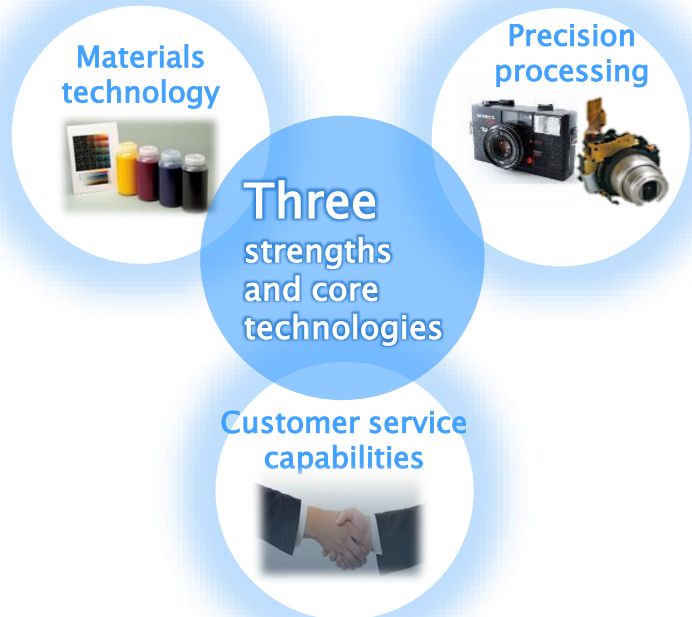 Materials
technology
Precision
processing
Three
strengths
and core
technologies
Customer service
capabilities